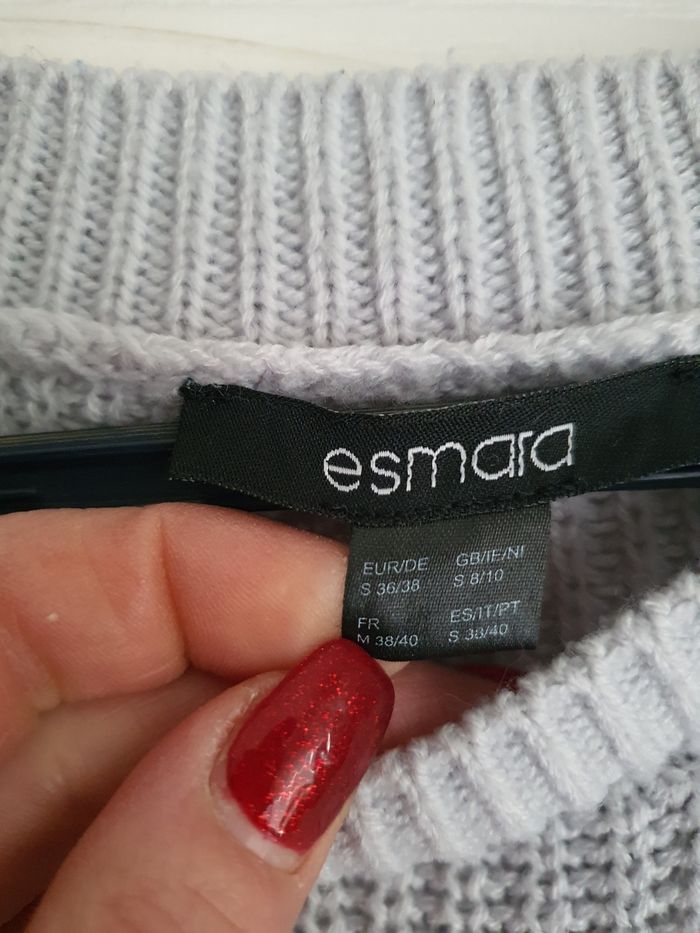 esmara
EUR/DE GB/IE/NI
S 36/38 S 8/10
FR ES/IT/PT
M 38/40 S 38/40